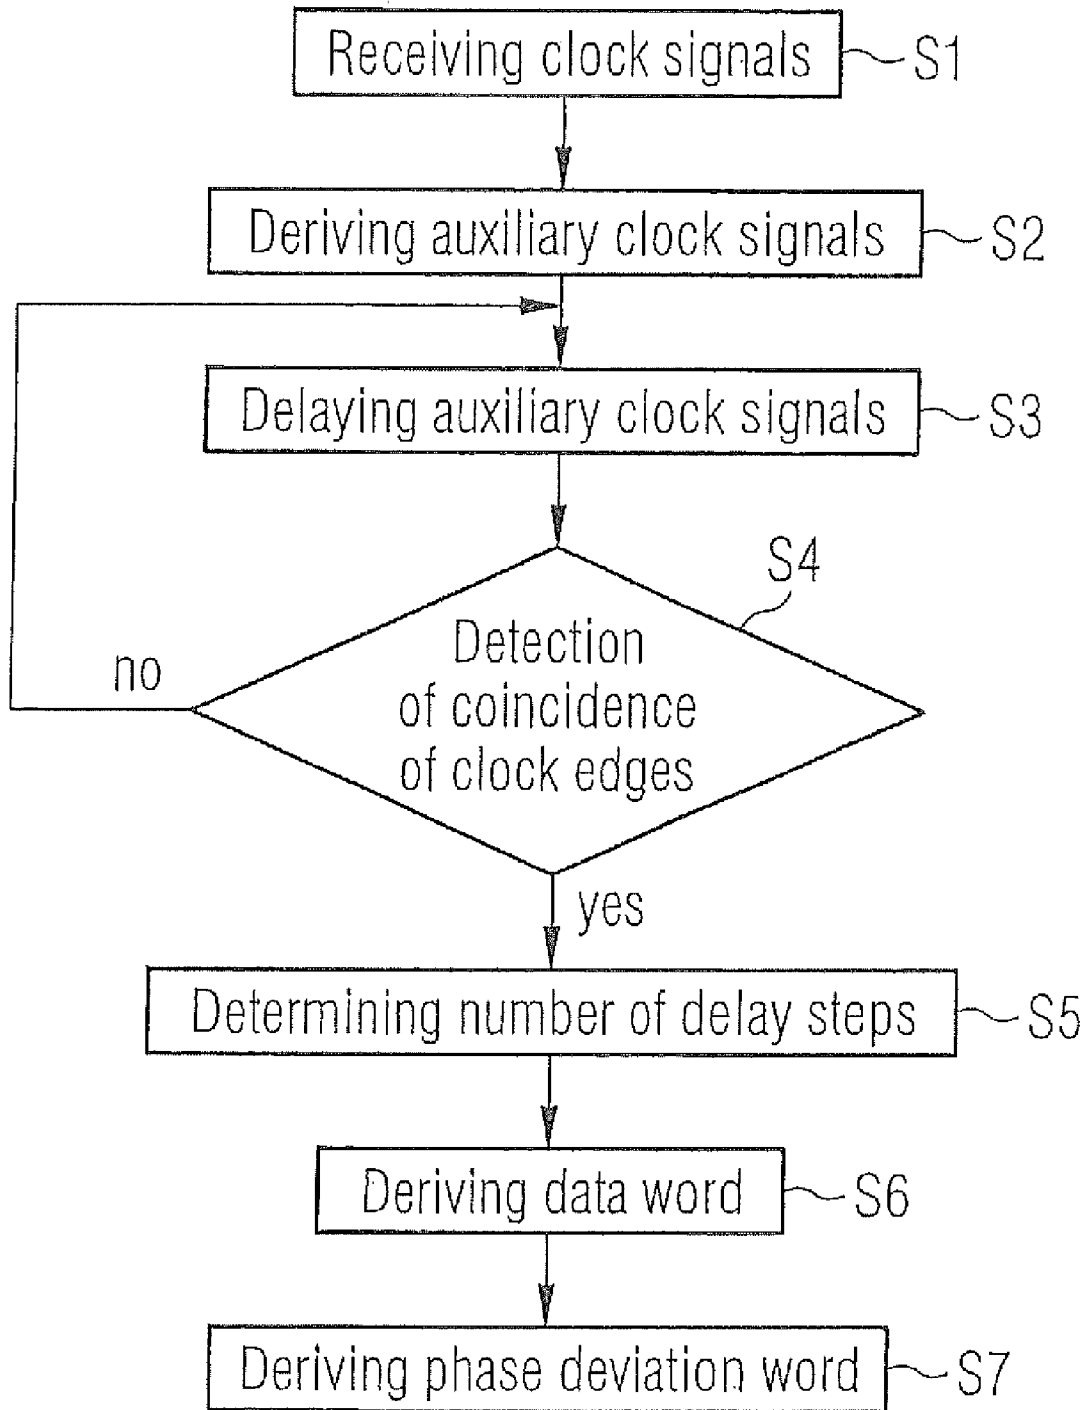 Receiving clock signals S1
Deriving auxiliary clock signals S2
Delaying auxiliary clock signals S3
S4
Detection
of coincidence
of clock edges
no
yes
Determining number of delay steps S5
Deriving data word S6
Deriving phase deviation word S7